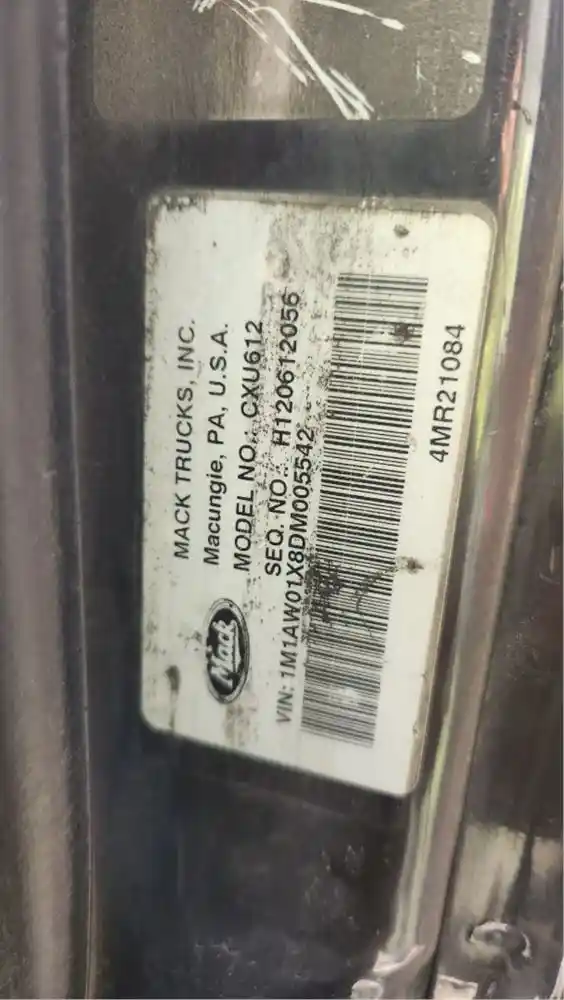 MACK TRUCKS, INC.
Macungie, PA, U.S.A.
MODEL NO.: CXU612
SEQ. NO.: H120612056
Mack
VIN: 1M1AW01X8DM005542
4MR21084